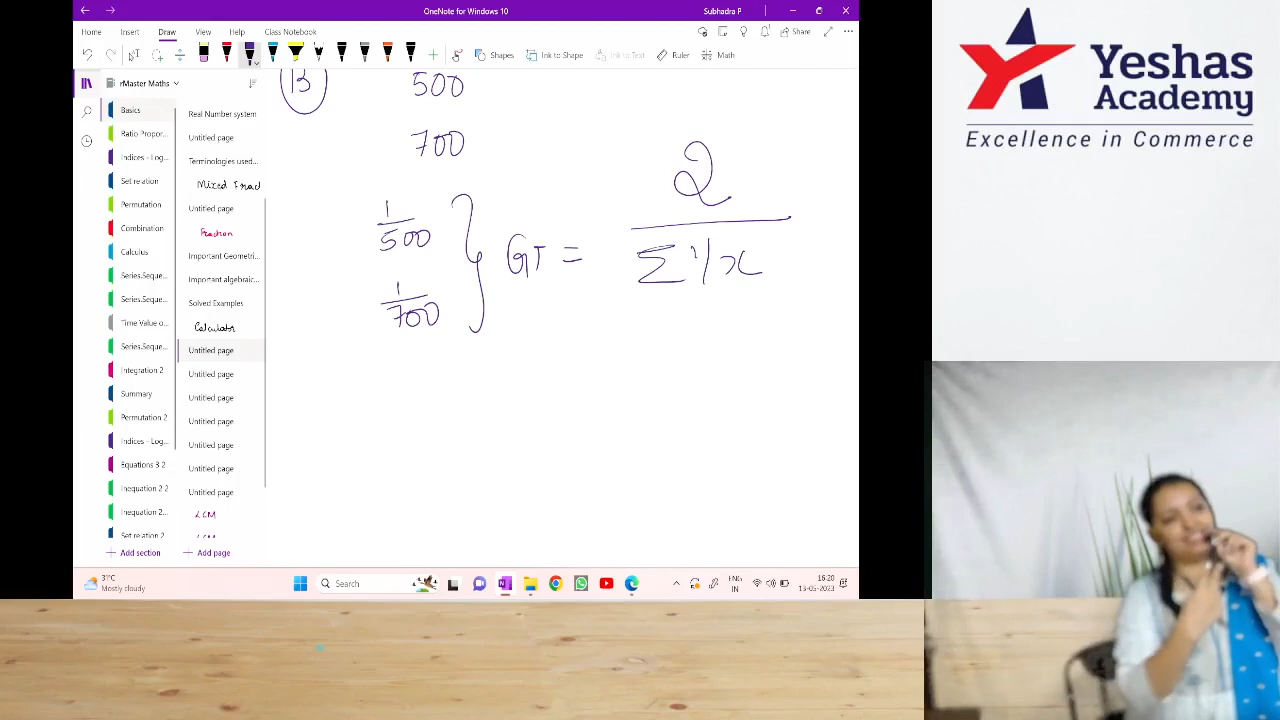 OneNote for Windows 10
Subhadra P
Home Insert Draw View Class Notebook
Share
Shapes
Ink to Shape
Ink to Text
Ruler
Math
rMaster Maths
Basics
Ratio Propor...
Indices - Log...
Set relation
Permutation
Combination
Calculus
Series.Seque...
Series.Seque...
Time Value o...
Series.Seque...
Integration 2
Summary
Permutation 2
Indices - Log...
Equations 3 2
Inequation 2 2
Inequation 2...
Set relation 2
Add section
Real Number system
Untitled page
Terminologies used...
Mixed Frac
Untitled page
Fraction
Important Geometri...
Important algebraic...
Solved Examples
Calculator
Untitled page
Untitled page
Untitled page
Untitled page
Untitled page
Untitled page
Untitled page
LCM
LCM
Add page
500
700
1/500
1/700
GT = 2 / Σ 1/x
Yeshas
Academy
Excellence in Commerce
31°C
Mostly cloudy
Search
ENG
IN
16:20
13-05-2023